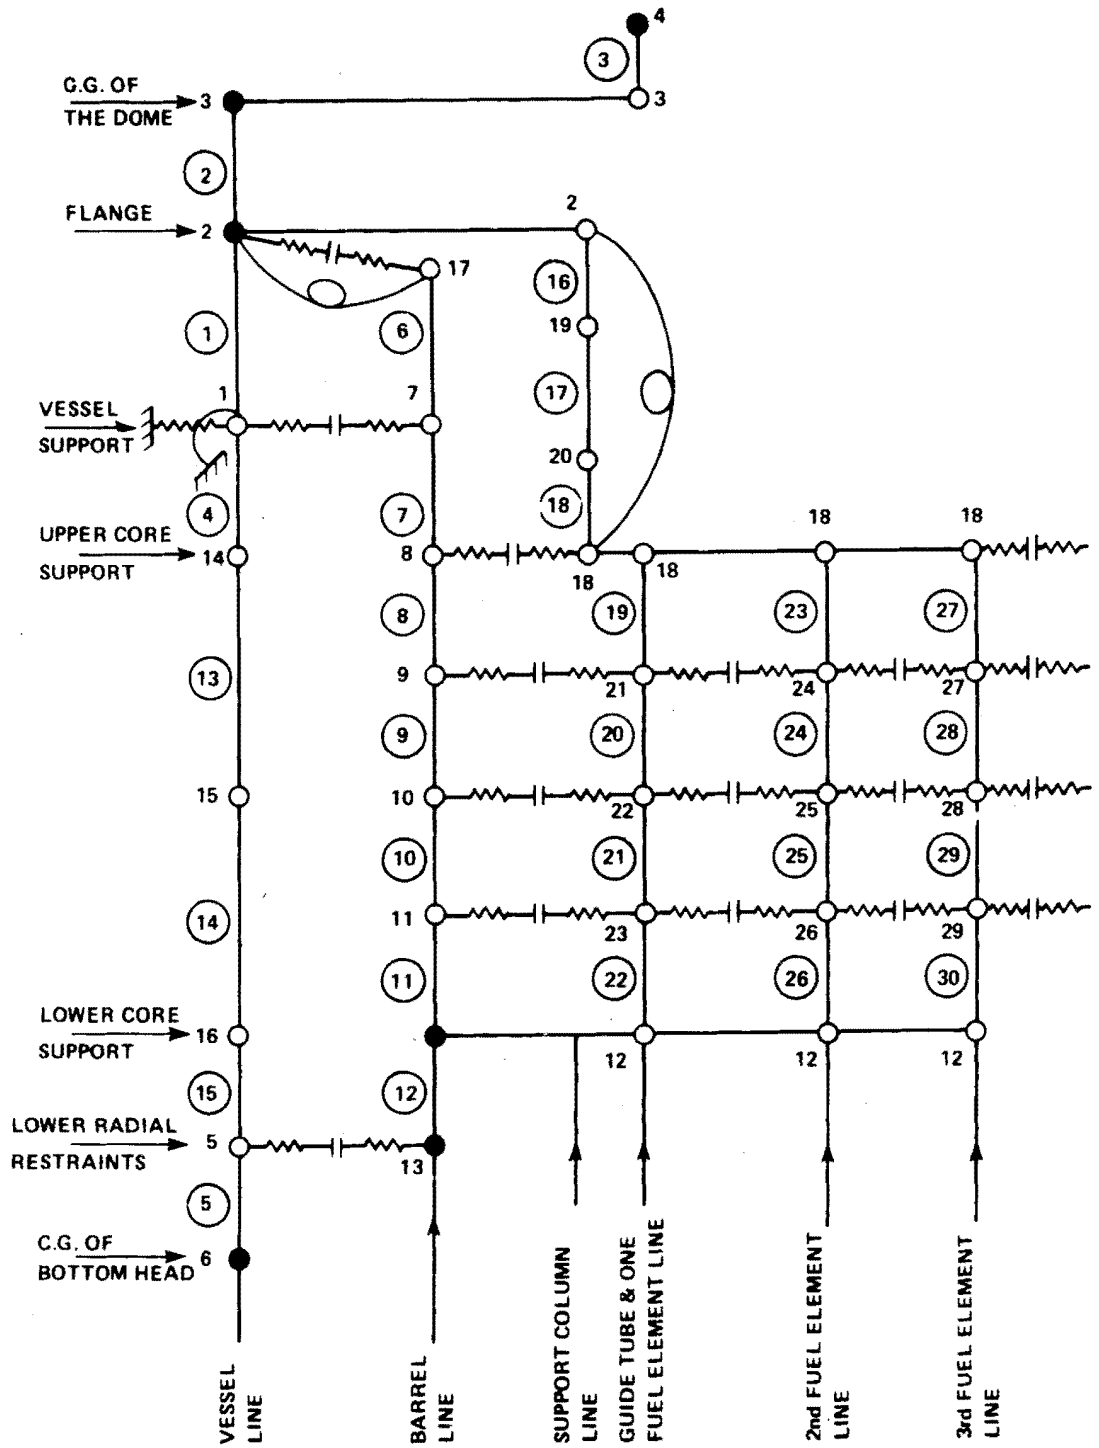 4
3
C.G. OF
THE DOME
3
3
2
FLANGE
2
2
17
16
1
6
19
1
7
17
VESSEL
SUPPORT
20
4
7
18
18
18
UPPER CORE
SUPPORT
14
8
18
18
8
19
23
27
13
9
21
24
27
9
20
24
28
15
10
22
25
28
10
21
25
29
14
11
23
26
29
11
22
26
30
LOWER CORE
SUPPORT
16
12
12
12
15
12
LOWER RADIAL
RESTRAINTS
5
13
5
C.G. OF
BOTTOM HEAD
6
VESSEL
LINE
BARREL
LINE
SUPPORT COLUMN
LINE
GUIDE TUBE & ONE
FUEL ELEMENT LINE
2nd FUEL ELEMENT
LINE
3rd FUEL ELEMENT
LINE